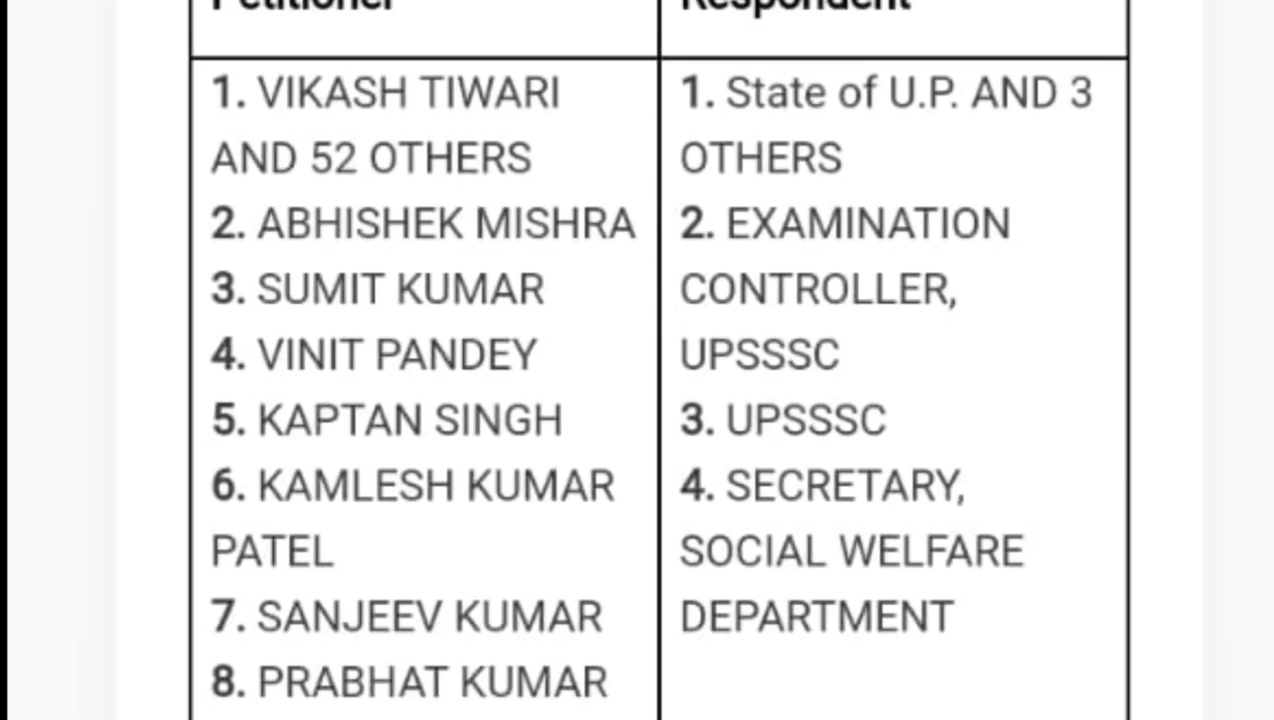 Petitioner
Respondent
1. VIKASH TIWARI
AND 52 OTHERS
2. ABHISHEK MISHRA
3. SUMIT KUMAR
4. VINIT PANDEY
5. KAPTAN SINGH
6. KAMLESH KUMAR
PATEL
7. SANJEEV KUMAR
8. PRABHAT KUMAR
1. State of U.P. AND 3
OTHERS
2. EXAMINATION
CONTROLLER,
UPSSSC
3. UPSSSC
4. SECRETARY,
SOCIAL WELFARE
DEPARTMENT